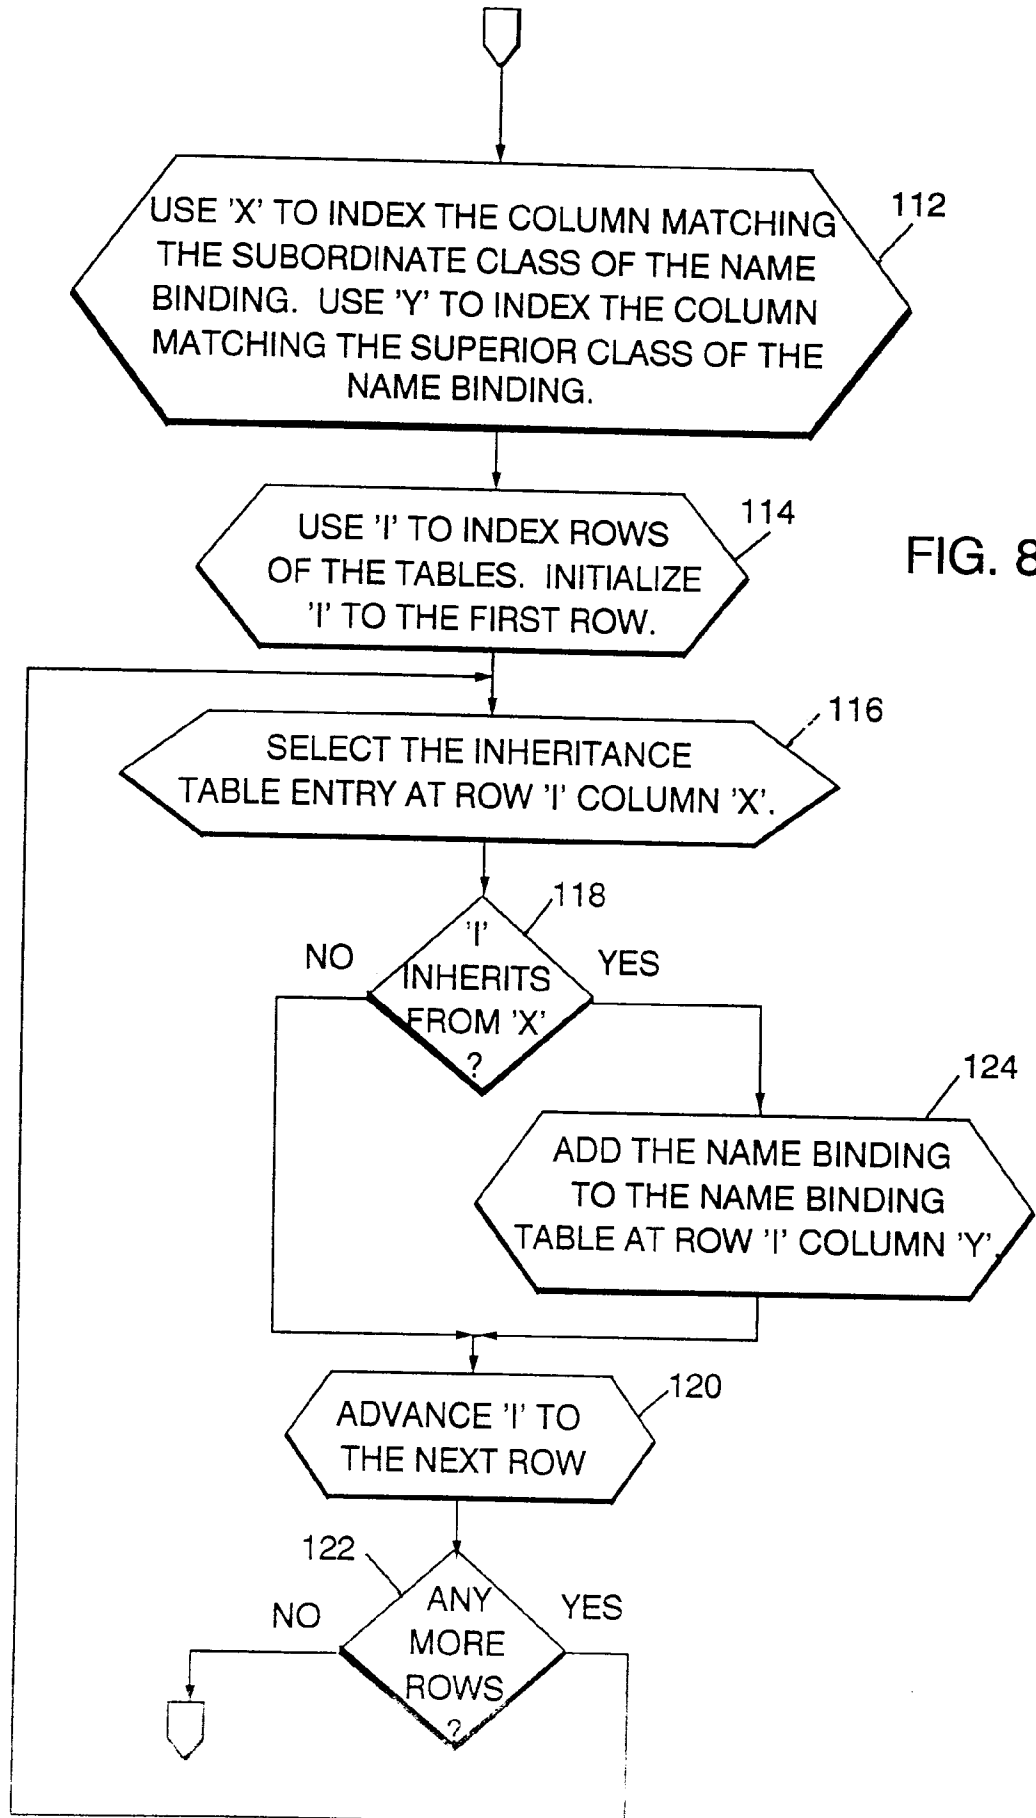 USE 'X' TO INDEX THE COLUMN MATCHING
THE SUBORDINATE CLASS OF THE NAME
BINDING. USE 'Y' TO INDEX THE COLUMN
MATCHING THE SUPERIOR CLASS OF THE
NAME BINDING.
112
USE 'I' TO INDEX ROWS
OF THE TABLES. INITIALIZE
'I' TO THE FIRST ROW.
114
FIG. 8
SELECT THE INHERITANCE
TABLE ENTRY AT ROW 'I' COLUMN 'X'.
116
'I'
INHERITS
FROM 'X'
?
118
NO
YES
ADD THE NAME BINDING
TO THE NAME BINDING
TABLE AT ROW 'I' COLUMN 'Y'.
124
ADVANCE 'I' TO
THE NEXT ROW
120
ANY
MORE
ROWS
?
122
NO
YES